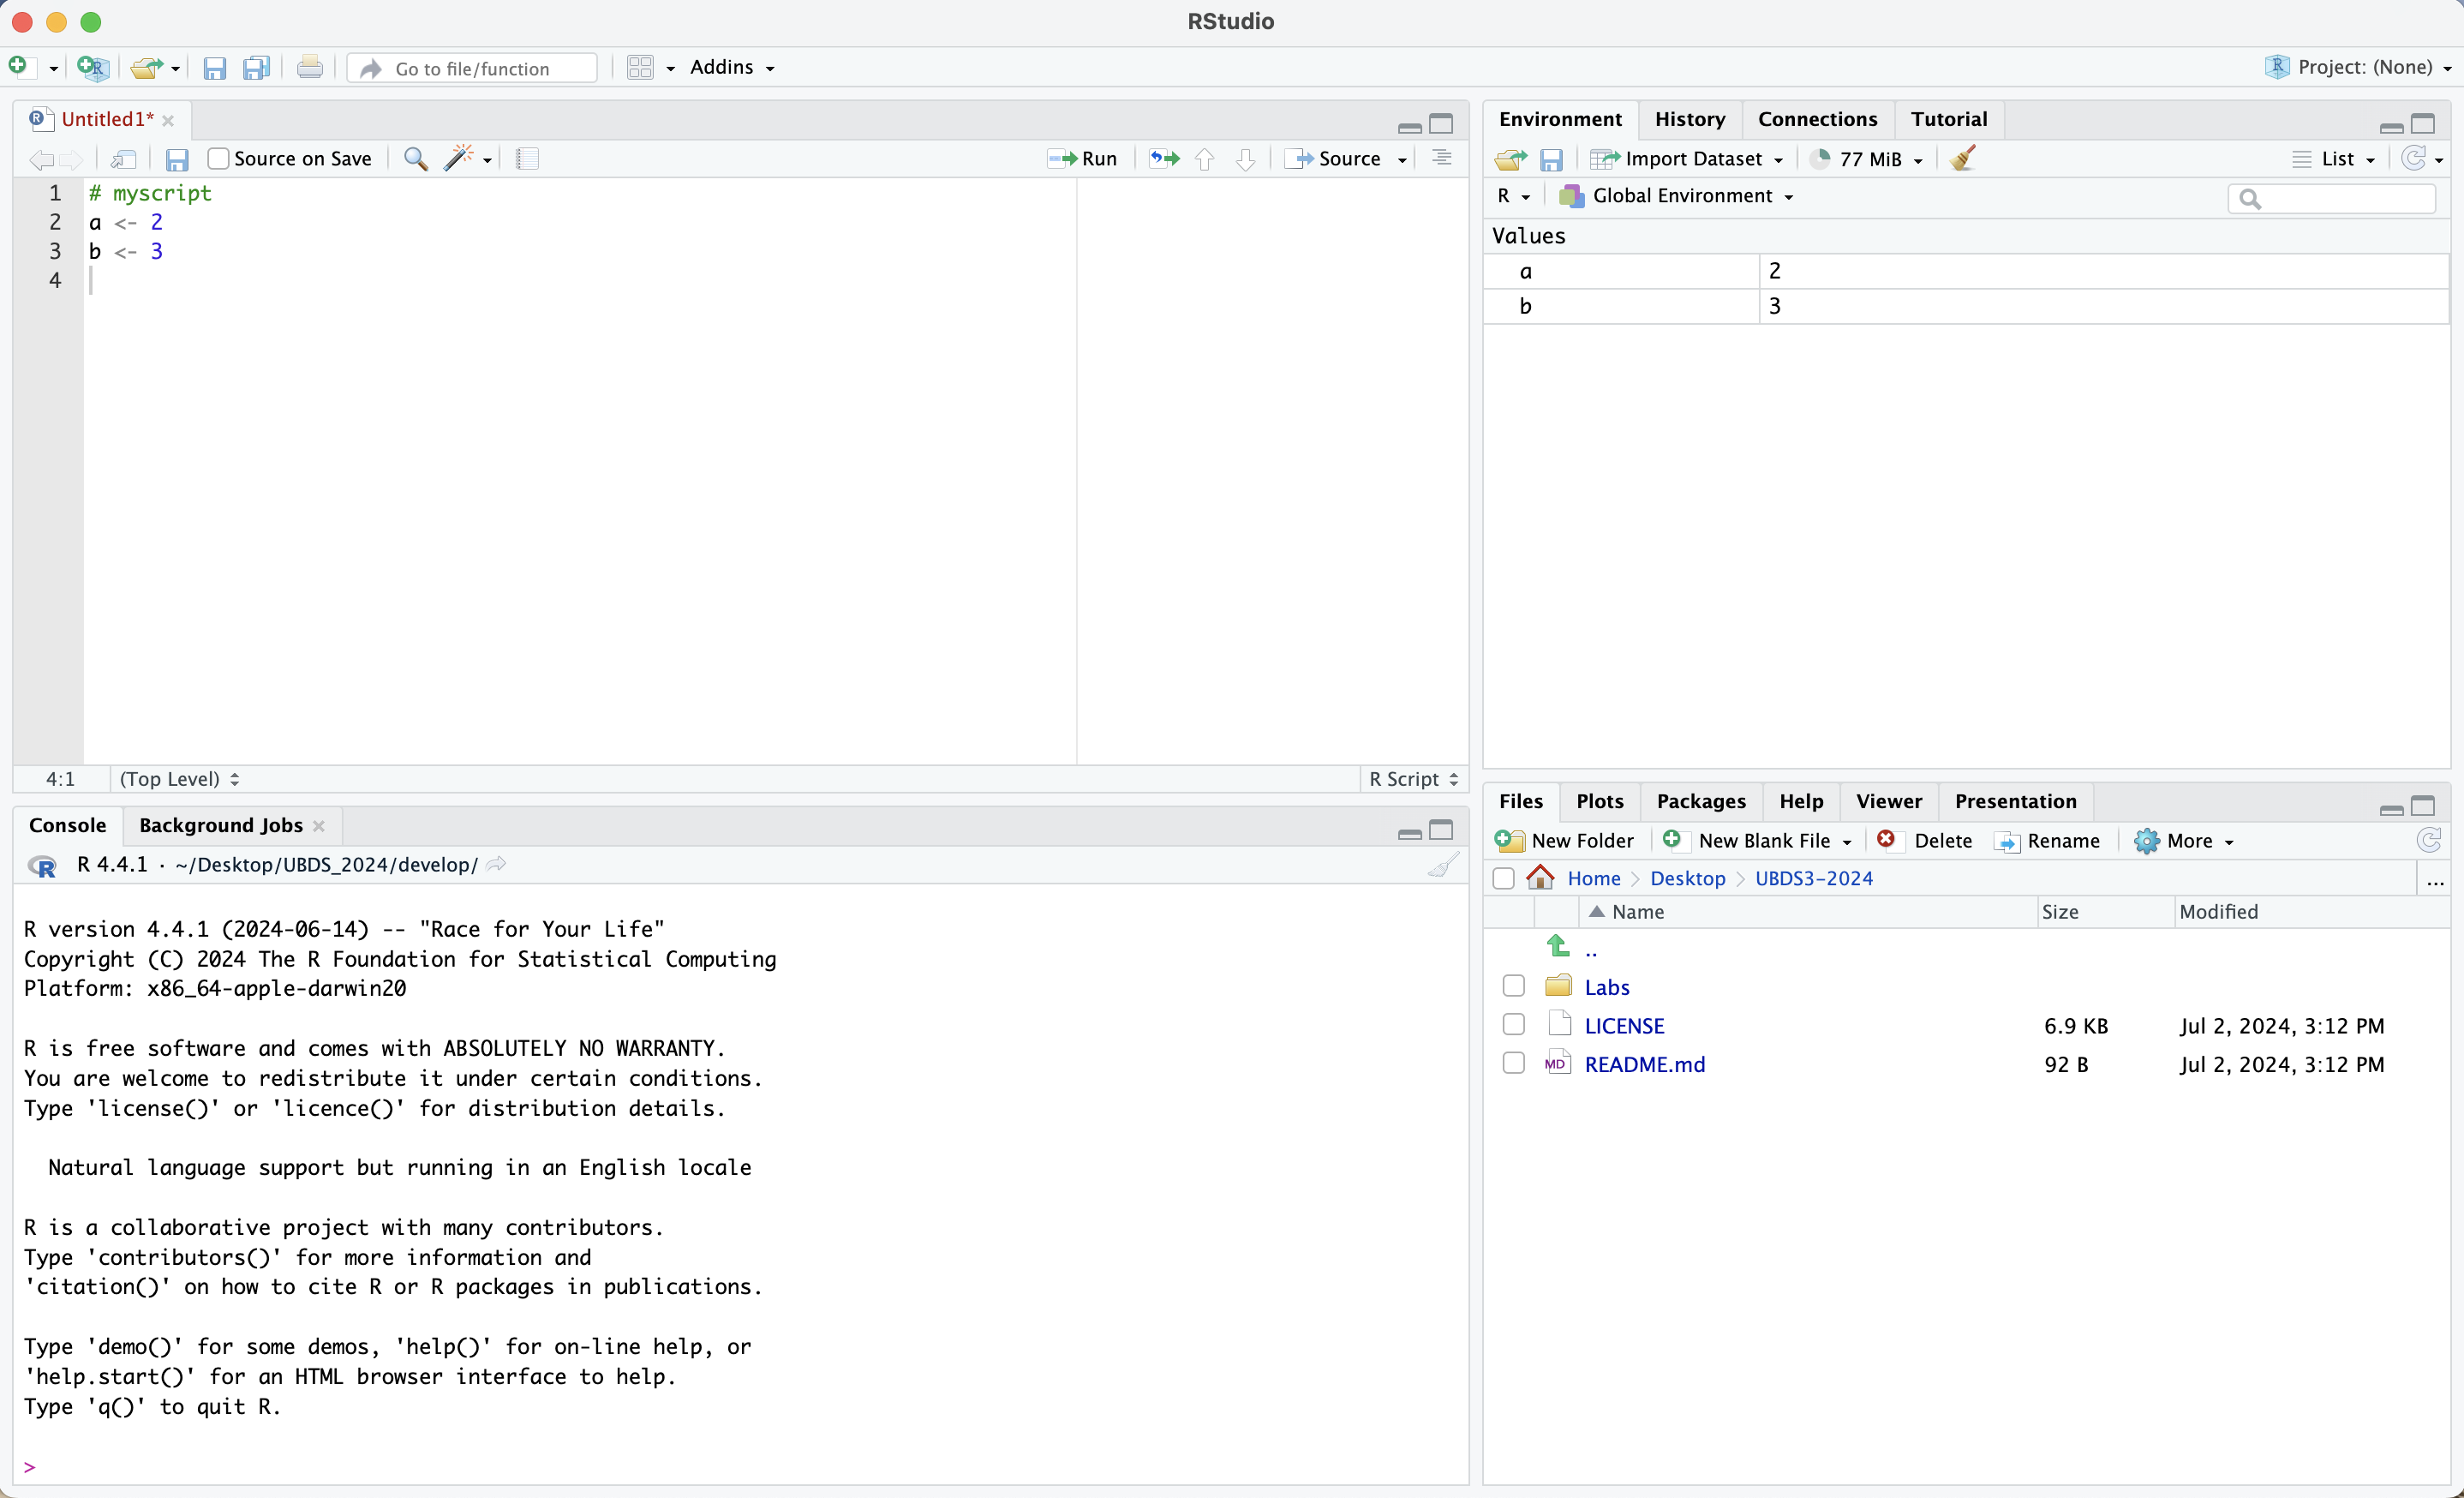 RStudio
Go to file/function
Addins
Project: (None)
Untitled1*
Source on Save
Run
Source
1 # myscript
2 a <- 2
3 b <- 3
4
4:1 (Top Level)
R Script
Console
Background Jobs
R 4.4.1 · ~/Desktop/UBDS_2024/develop/
R version 4.4.1 (2024-06-14) -- "Race for Your Life"
Copyright (C) 2024 The R Foundation for Statistical Computing
Platform: x86_64-apple-darwin20
R is free software and comes with ABSOLUTELY NO WARRANTY.
You are welcome to redistribute it under certain conditions.
Type 'license()' or 'licence()' for distribution details.
Natural language support but running in an English locale
R is a collaborative project with many contributors.
Type 'contributors()' for more information and
'citation()' on how to cite R or R packages in publications.
Type 'demo()' for some demos, 'help()' for on-line help, or
'help.start()' for an HTML browser interface to help.
Type 'q()' to quit R.
>
Environment History Connections Tutorial
Import Dataset 77 MiB List
R Global Environment
Values
a 2
b 3
Files Plots Packages Help Viewer Presentation
New Folder New Blank File Delete Rename More
Home > Desktop > UBDS3-2024 ...
Name Size Modified
..
Labs
LICENSE 6.9 KB Jul 2, 2024, 3:12 PM
MD README.md 92 B Jul 2, 2024, 3:12 PM